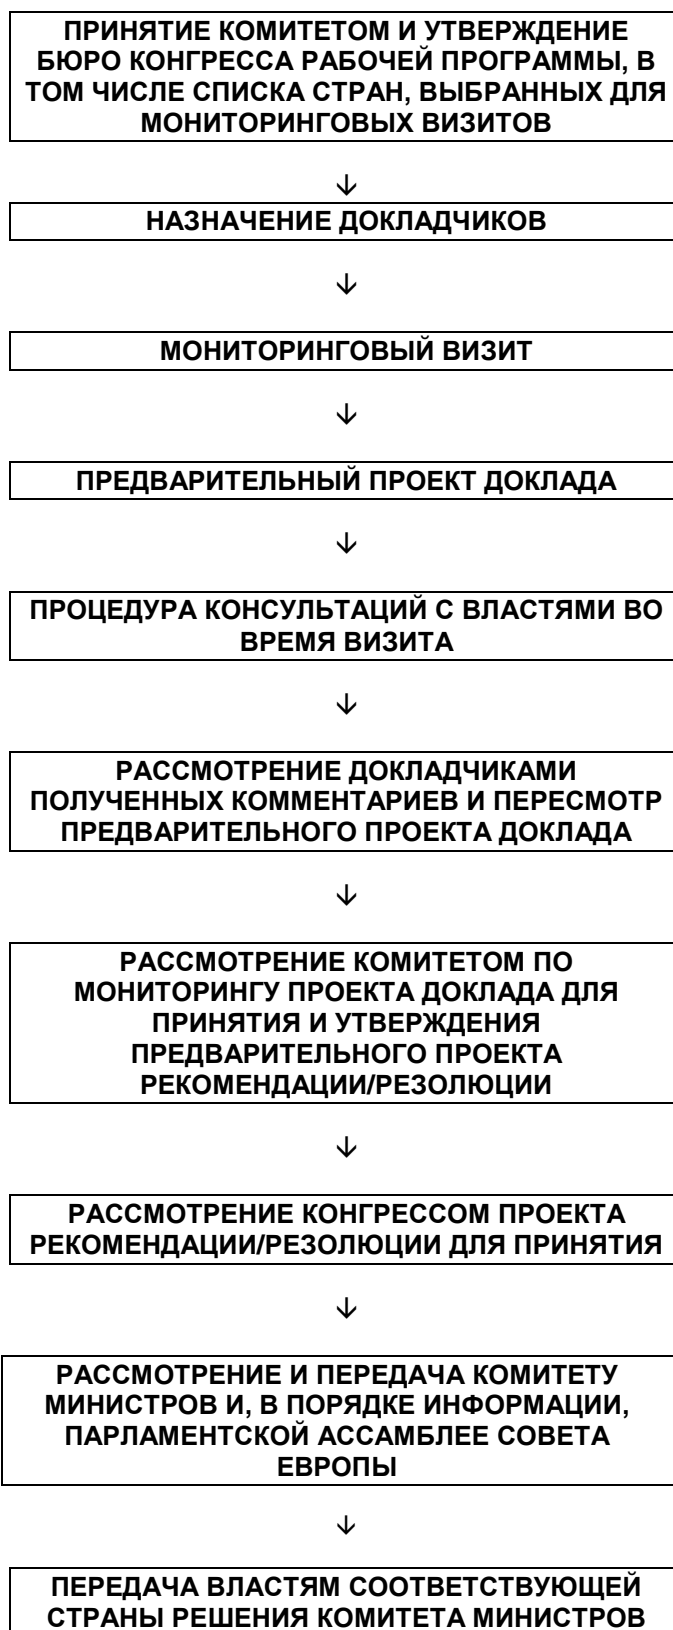 ПРИНЯТИЕ КОМИТЕТОМ И УТВЕРЖДЕНИЕ
БЮРО КОНГРЕССА РАБОЧЕЙ ПРОГРАММЫ, В
ТОМ ЧИСЛЕ СПИСКА СТРАН, ВЫБРАННЫХ ДЛЯ
МОНИТОРИНГОВЫХ ВИЗИТОВ
↓
НАЗНАЧЕНИЕ ДОКЛАДЧИКОВ
↓
МОНИТОРИНГОВЫЙ ВИЗИТ
↓
ПРЕДВАРИТЕЛЬНЫЙ ПРОЕКТ ДОКЛАДА
↓
ПРОЦЕДУРА КОНСУЛЬТАЦИЙ С ВЛАСТЯМИ ВО
ВРЕМЯ ВИЗИТА
↓
РАССМОТРЕНИЕ ДОКЛАДЧИКАМИ
ПОЛУЧЕННЫХ КОММЕНТАРИЕВ И ПЕРЕСМОТР
ПРЕДВАРИТЕЛЬНОГО ПРОЕКТА ДОКЛАДА
↓
РАССМОТРЕНИЕ КОМИТЕТОМ ПО
МОНИТОРИНГУ ПРОЕКТА ДОКЛАДА ДЛЯ
ПРИНЯТИЯ И УТВЕРЖДЕНИЯ
ПРЕДВАРИТЕЛЬНОГО ПРОЕКТА
РЕКОМЕНДАЦИИ/РЕЗОЛЮЦИИ
↓
РАССМОТРЕНИЕ КОНГРЕССОМ ПРОЕКТА
РЕКОМЕНДАЦИИ/РЕЗОЛЮЦИИ ДЛЯ ПРИНЯТИЯ
↓
РАССМОТРЕНИЕ И ПЕРЕДАЧА КОМИТЕТУ
МИНИСТРОВ И, В ПОРЯДКЕ ИНФОРМАЦИИ,
ПАРЛАМЕНТСКОЙ АССАМБЛЕЕ СОВЕТА
ЕВРОПЫ
↓
ПЕРЕДАЧА ВЛАСТЯМ СООТВЕТСТВУЮЩЕЙ
СТРАНЫ РЕШЕНИЯ КОМИТЕТА МИНИСТРОВ